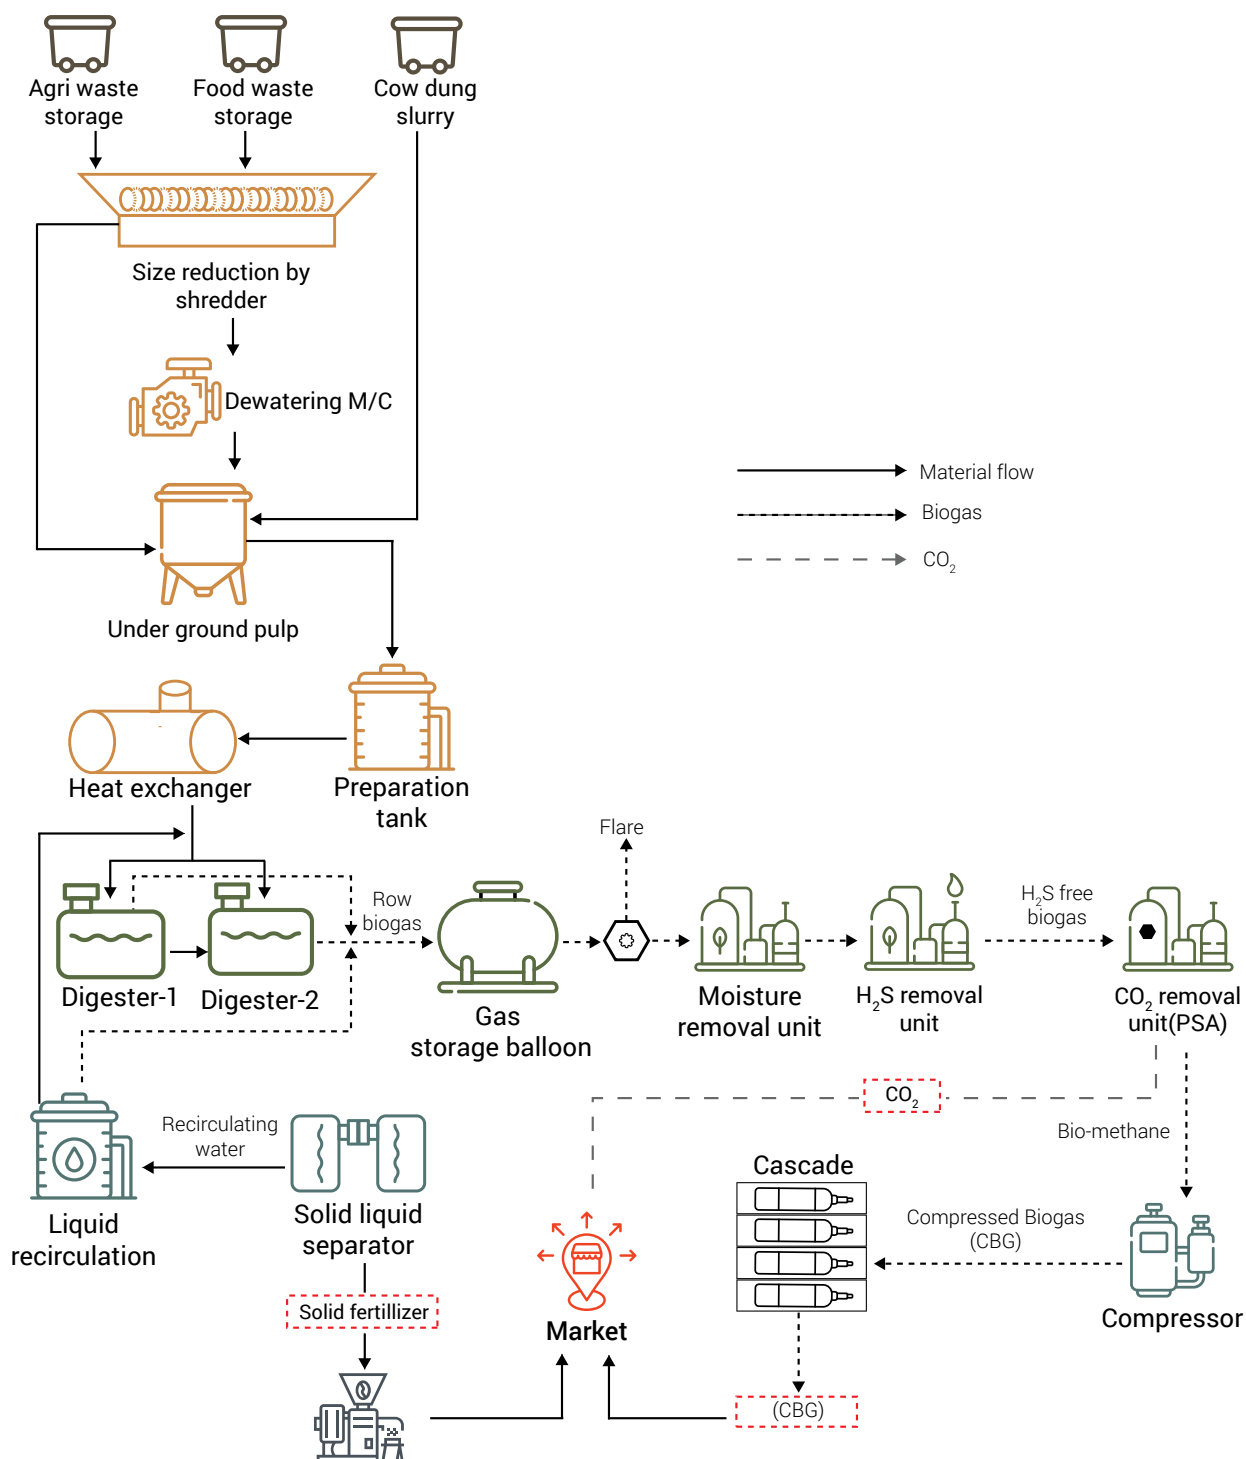 Agri waste
storage
Food waste
storage
Cow dung
slurry
Size reduction by
shredder
Dewatering M/C
Material flow
Biogas
CO₂
Under ground pulp
Heat exchanger
Preparation
tank
Flare
Row
biogas
H₂S free
biogas
Digester-1
Digester-2
Gas
storage balloon
Moisture
removal unit
H₂S removal
unit
CO₂ removal
unit(PSA)
CO₂
Bio-methane
Recirculating
water
Liquid
recirculation
Solid liquid
separator
Cascade
Compressed Biogas
(CBG)
Compressor
Solid fertillizer
Market
(CBG)